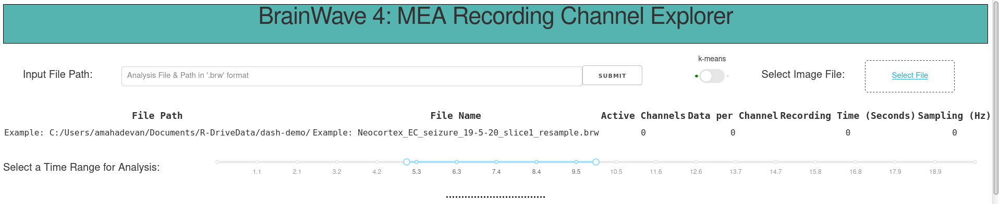 BrainWave 4: MEA Recording Channel Explorer
k-means
Input File Path: Analysis File & Path in '.brw' format SUBMIT Select Image File: Select File
File Path File Name Active Channels Data per Channel Recording Time (Seconds) Sampling (Hz)
Example: C:/Users/amahadevan/Documents/R-DriveData/dash-demo/ Example: Neocortex_EC_seizure_19-5-20_slice1_resample.brw 0 0 0 0
Select a Time Range for Analysis:
1.1 2.1 3.2 4.2 5.3 6.3 7.4 8.4 9.5 10.5 11.6 12.6 13.7 14.7 15.8 16.8 17.9 18.9